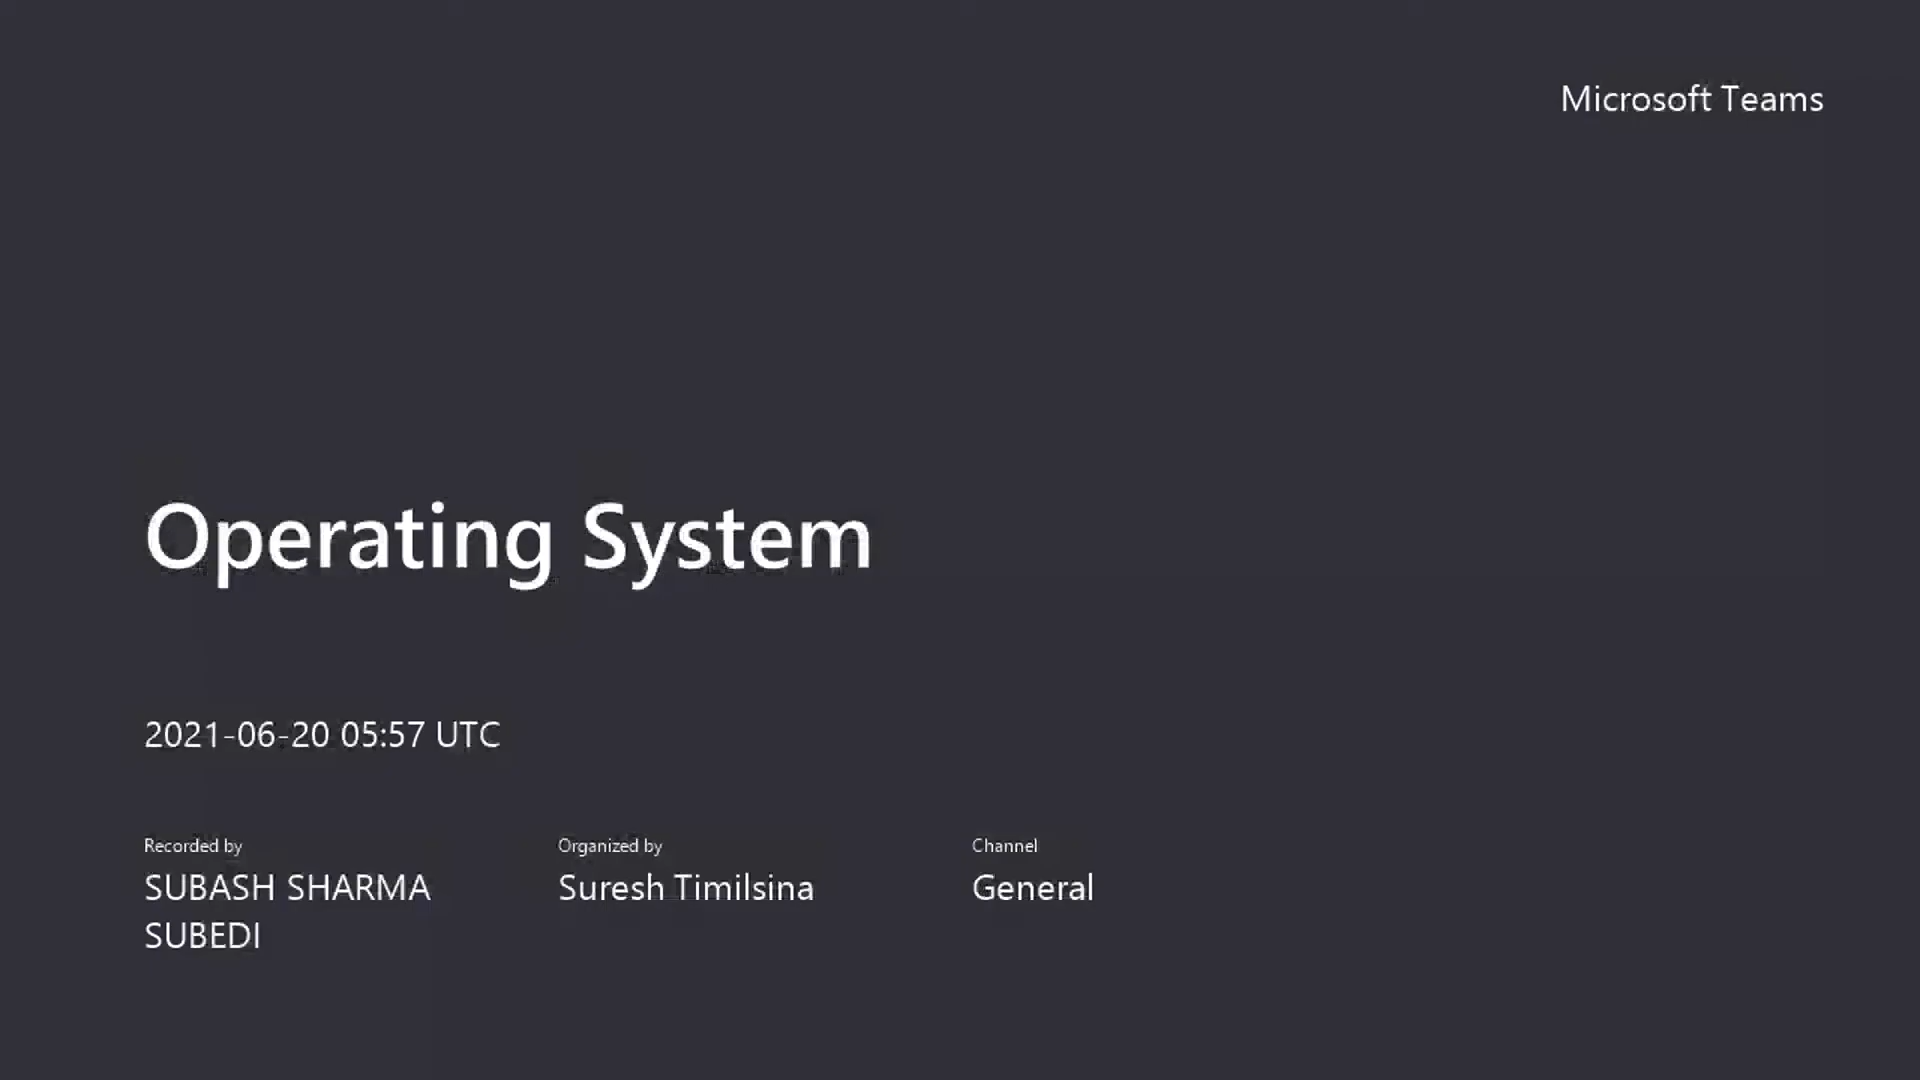 Microsoft Teams
Operating System
2021-06-20 05:57 UTC
Recorded by
SUBASH SHARMA
SUBEDI
Organized by
Suresh Timilsina
Channel
General